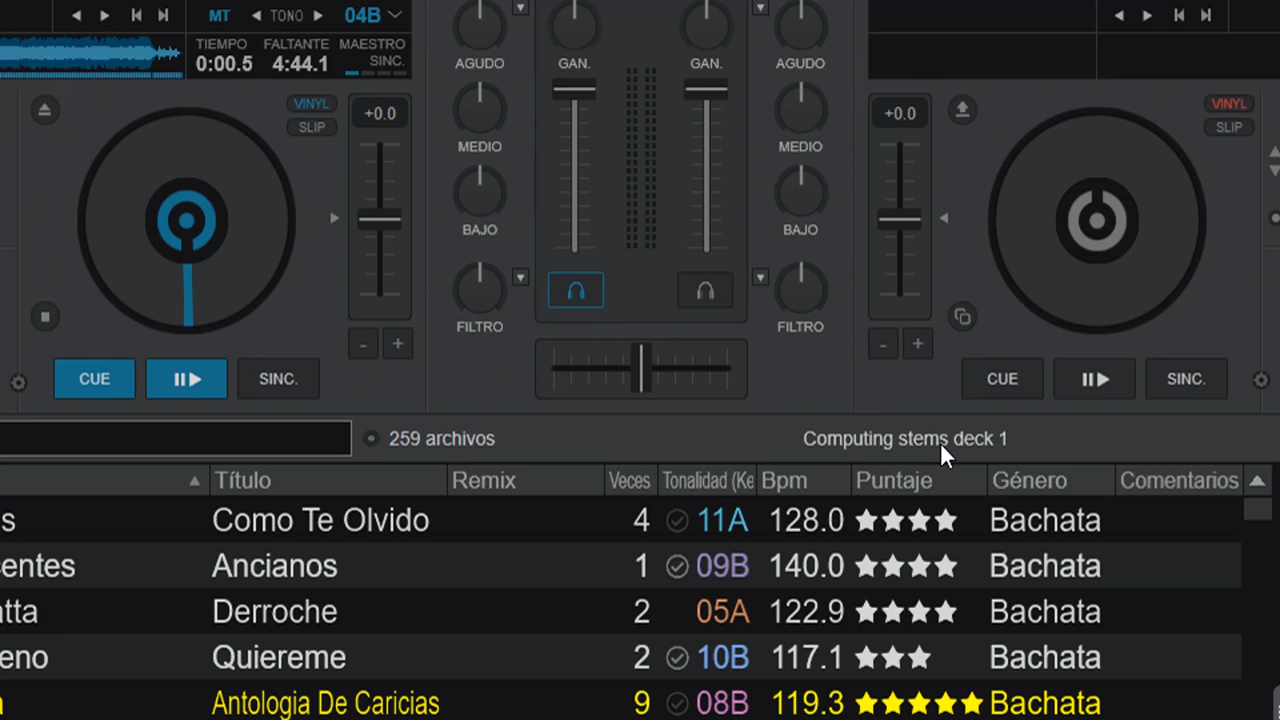 MT TONO 04B
TIEMPO FALTANTE MAESTRO
0:00.5 4:44.1 SINC.
AGUDO GAN. GAN. AGUDO
VINYL +0.0 +0.0 VINYL
SLIP SLIP
MEDIO MEDIO
BAJO BAJO
FILTRO FILTRO
- + - +
CUE SINC. CUE SINC.
259 archivos Computing stems deck 1
Título Remix Veces Tonalidad (Ke Bpm Puntaje Género Comentarios
s Como Te Olvido 4 11A 128.0 Bachata
centes Ancianos 1 09B 140.0 Bachata
atta Derroche 2 05A 122.9 Bachata
eno Quiereme 2 10B 117.1 Bachata
Antologia De Caricias 9 08B 119.3 Bachata